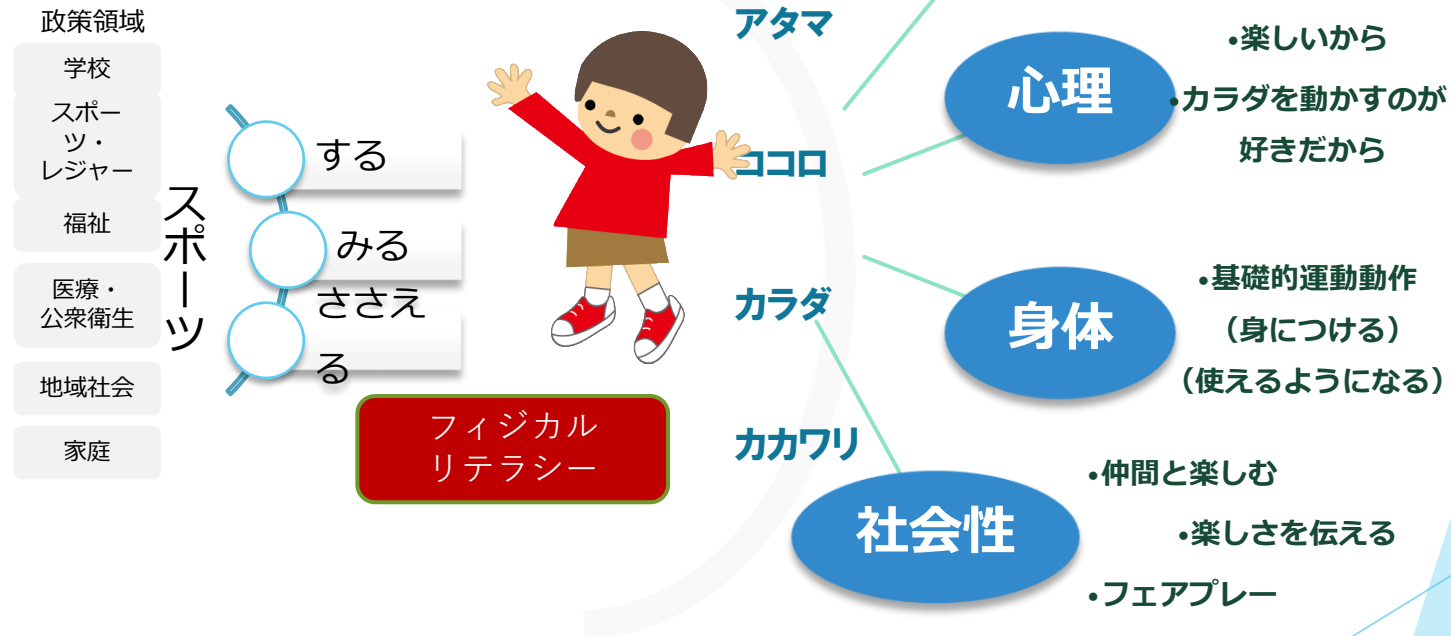 政策領域
学校
スポー
ツ・
レジャー
福祉
医療・
公衆衛生
地域社会
家庭
スポーツ
する
みる
ささえ
る
フィジカル
リテラシー
アタマ
ココロ
カラダ
カカワリ
心理
•楽しいから
•カラダを動かすのが
好きだから
身体
•基礎的運動動作
（身につける）
（使えるようになる）
社会性
•仲間と楽しむ
•楽しさを伝える
•フェアプレー